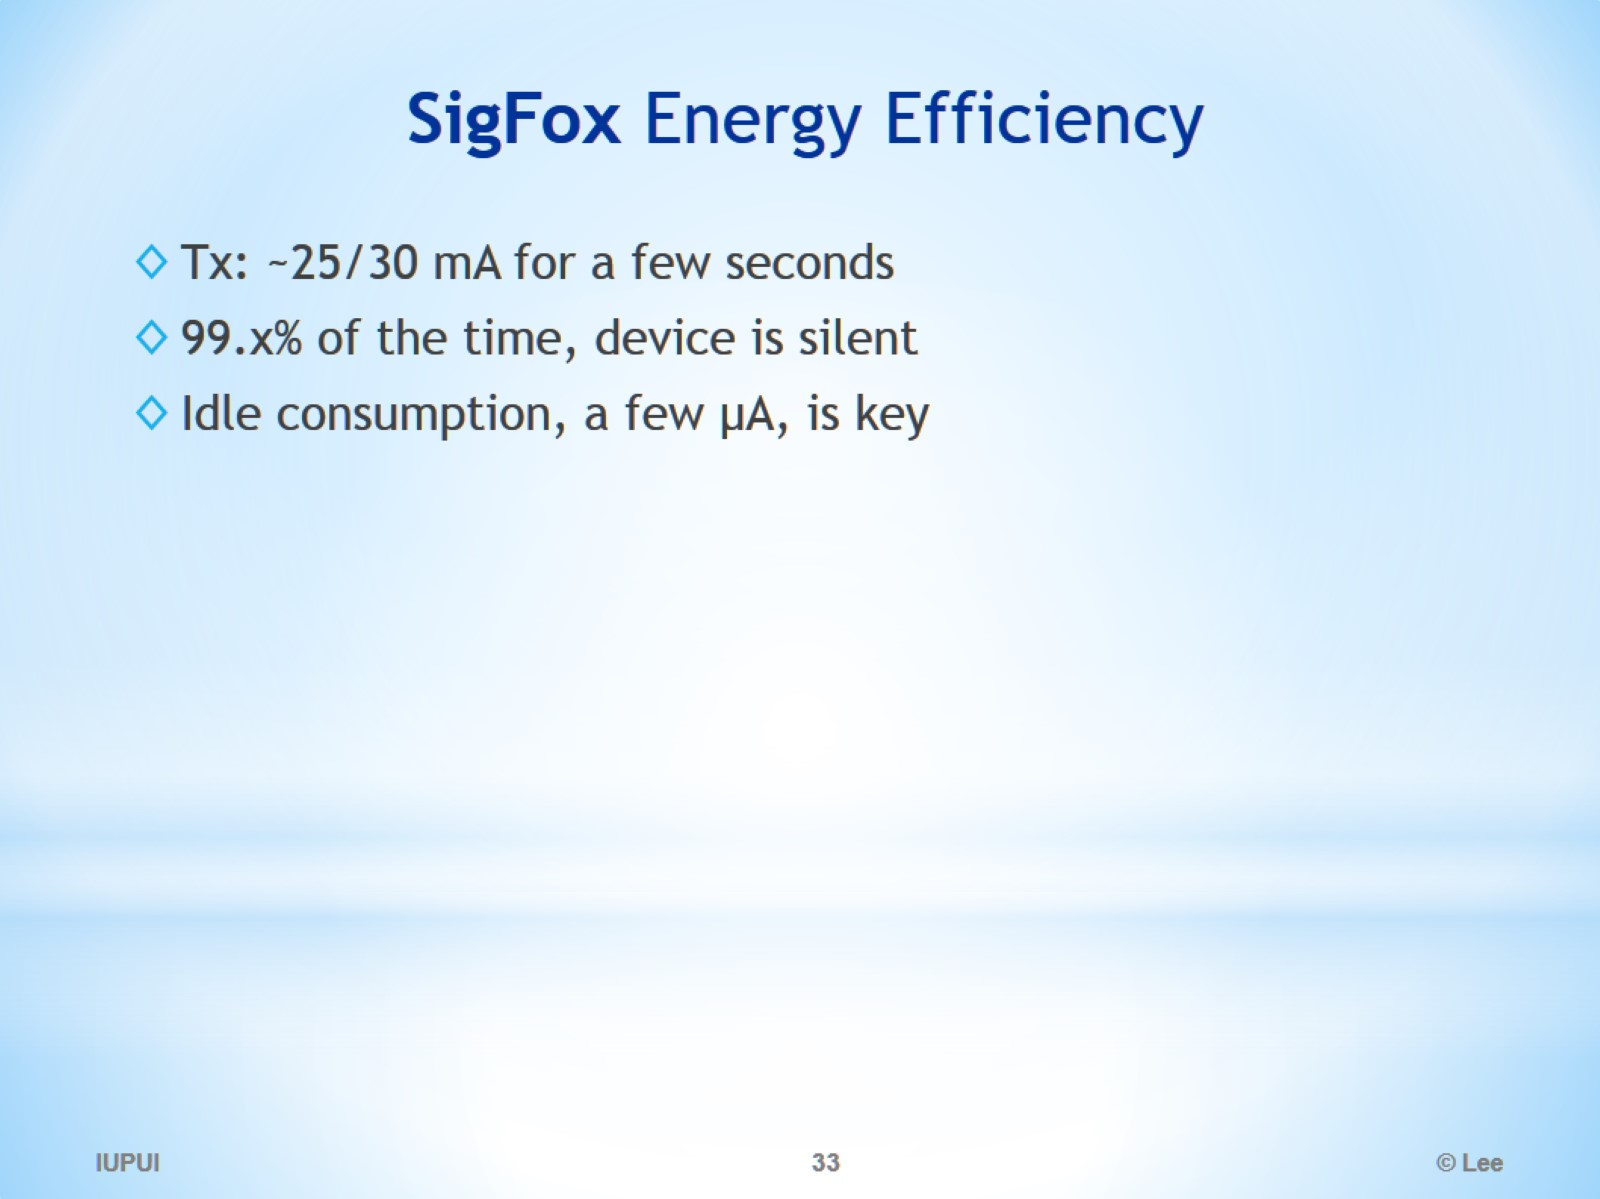 SigFox Energy Efficiency
◇ Tx: ~25/30 mA for a few seconds
◇ 99.x% of the time, device is silent
◇ Idle consumption, a few µA, is key
IUPUI 33 © Lee